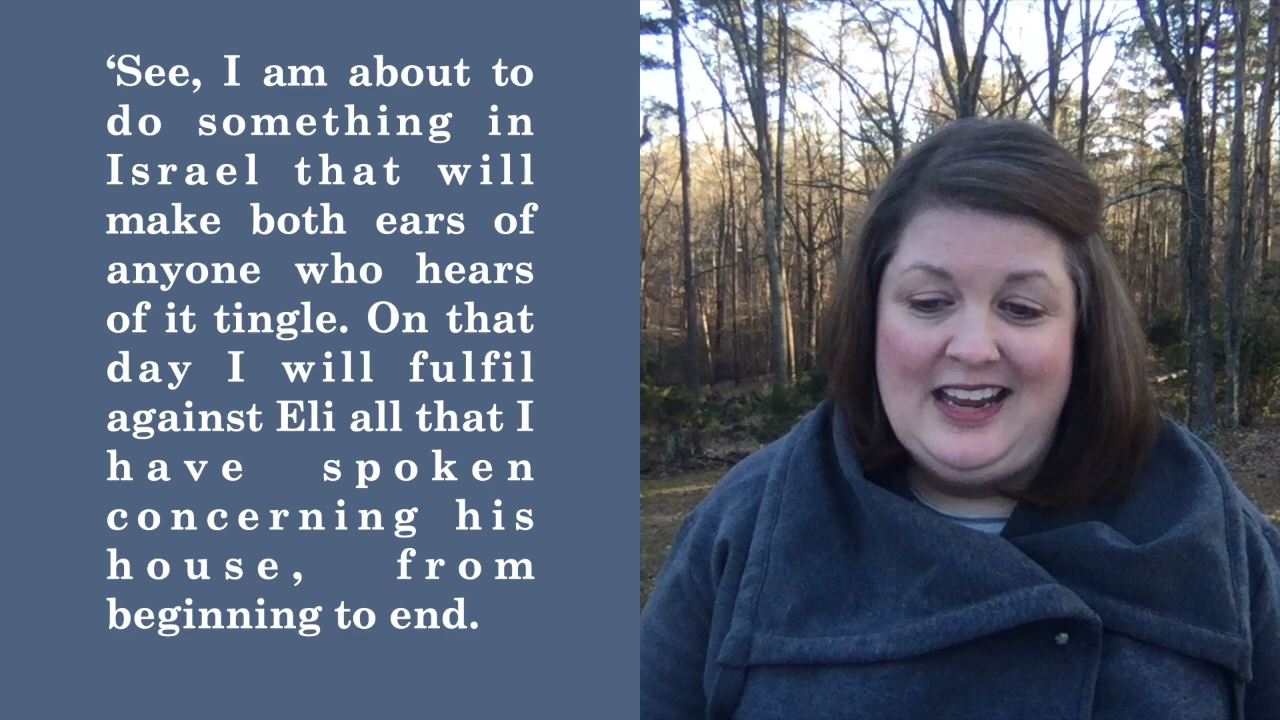 ‘See, I am about to
do something in
Israel that will
make both ears of
anyone who hears
of it tingle. On that
day I will fulfil
against Eli all that I
have spoken
concerning his
house, from
beginning to end.